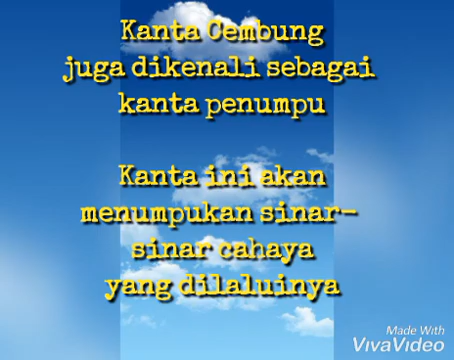 Kanta Cembung
juga dikenali sebagai
kanta penumpu
Kanta ini akan
menumpukan sinar-
sinar cahaya
yang dilaluinya
Made With
VivaVideo